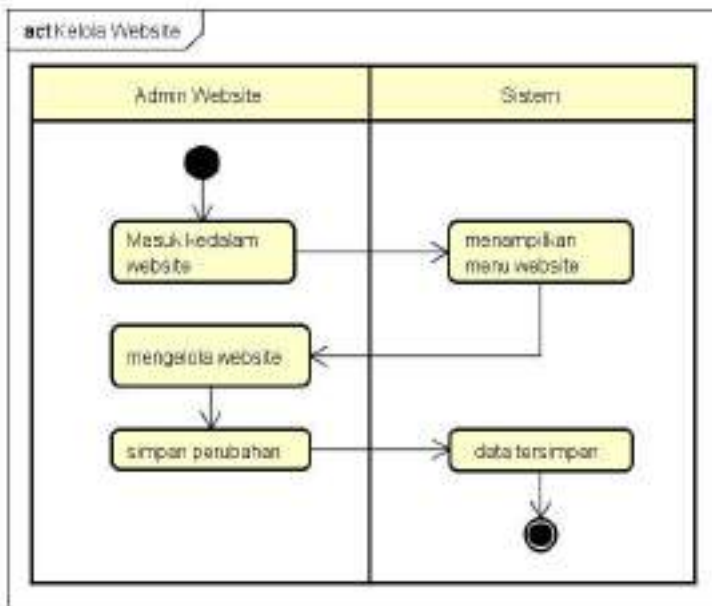 act Kelola Website
Admin Website
Sistem
Masuk kedalam
website
menampilkan
menu website
mengelola website
simpan perubahan
data tersimpan